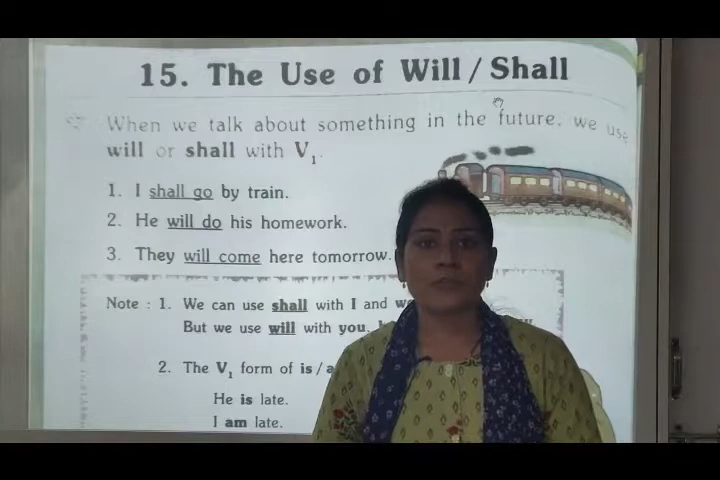 15. The Use of Will / Shall
When we talk about something in the future, we use
will or shall with V₁.
1. I shall go by train.
2. He will do his homework.
3. They will come here tomorrow.
Note : 1. We can use shall with I and
But we use will with you,
2. The V₁ form of is /
He is late.
I am late.